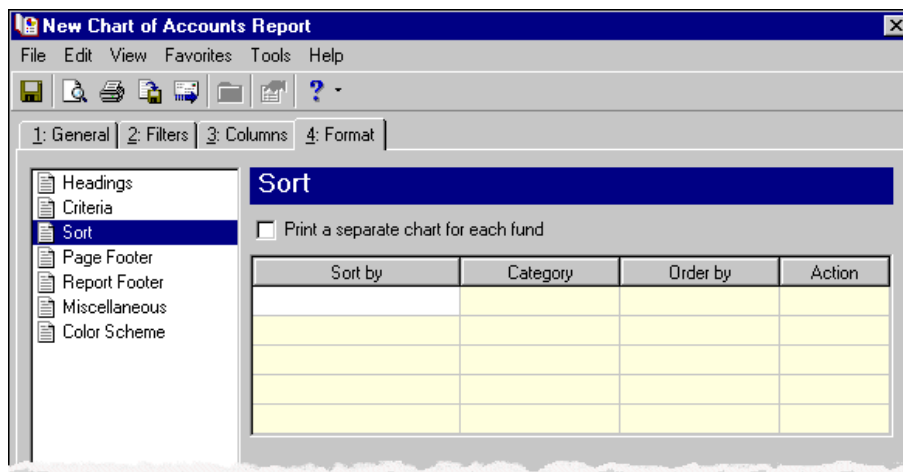 New Chart of Accounts Report
File Edit View Favorites Tools Help
?
1: General 2: Filters 3: Columns 4: Format
Headings
Criteria
Sort
Page Footer
Report Footer
Miscellaneous
Color Scheme
Sort
Print a separate chart for each fund
Sort by Category Order by Action